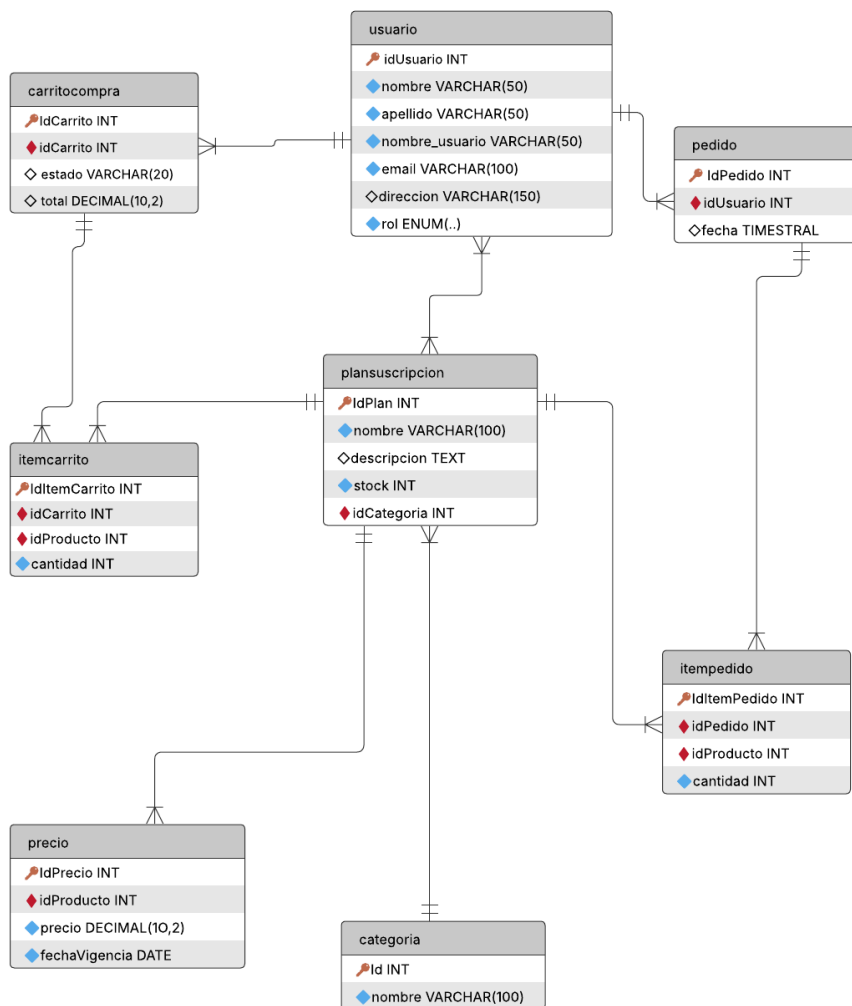 usuario
idUsuario INT
nombre VARCHAR(50)
apellido VARCHAR(50)
nombre_usuario VARCHAR(50)
email VARCHAR(100)
direccion VARCHAR(150)
rol ENUM(..)
carritocompra
IdCarrito INT
idCarrito INT
estado VARCHAR(20)
total DECIMAL(10,2)
pedido
IdPedido INT
idUsuario INT
fecha TIMESTRAL
plansuscripcion
IdPlan INT
nombre VARCHAR(100)
descripcion TEXT
stock INT
idCategoria INT
itemcarrito
IdItemCarrito INT
idCarrito INT
idProducto INT
cantidad INT
itempedido
IdItemPedido INT
idPedido INT
idProducto INT
cantidad INT
precio
IdPrecio INT
idProducto INT
precio DECIMAL(1O,2)
fechaVigencia DATE
categoria
Id INT
nombre VARCHAR(100)